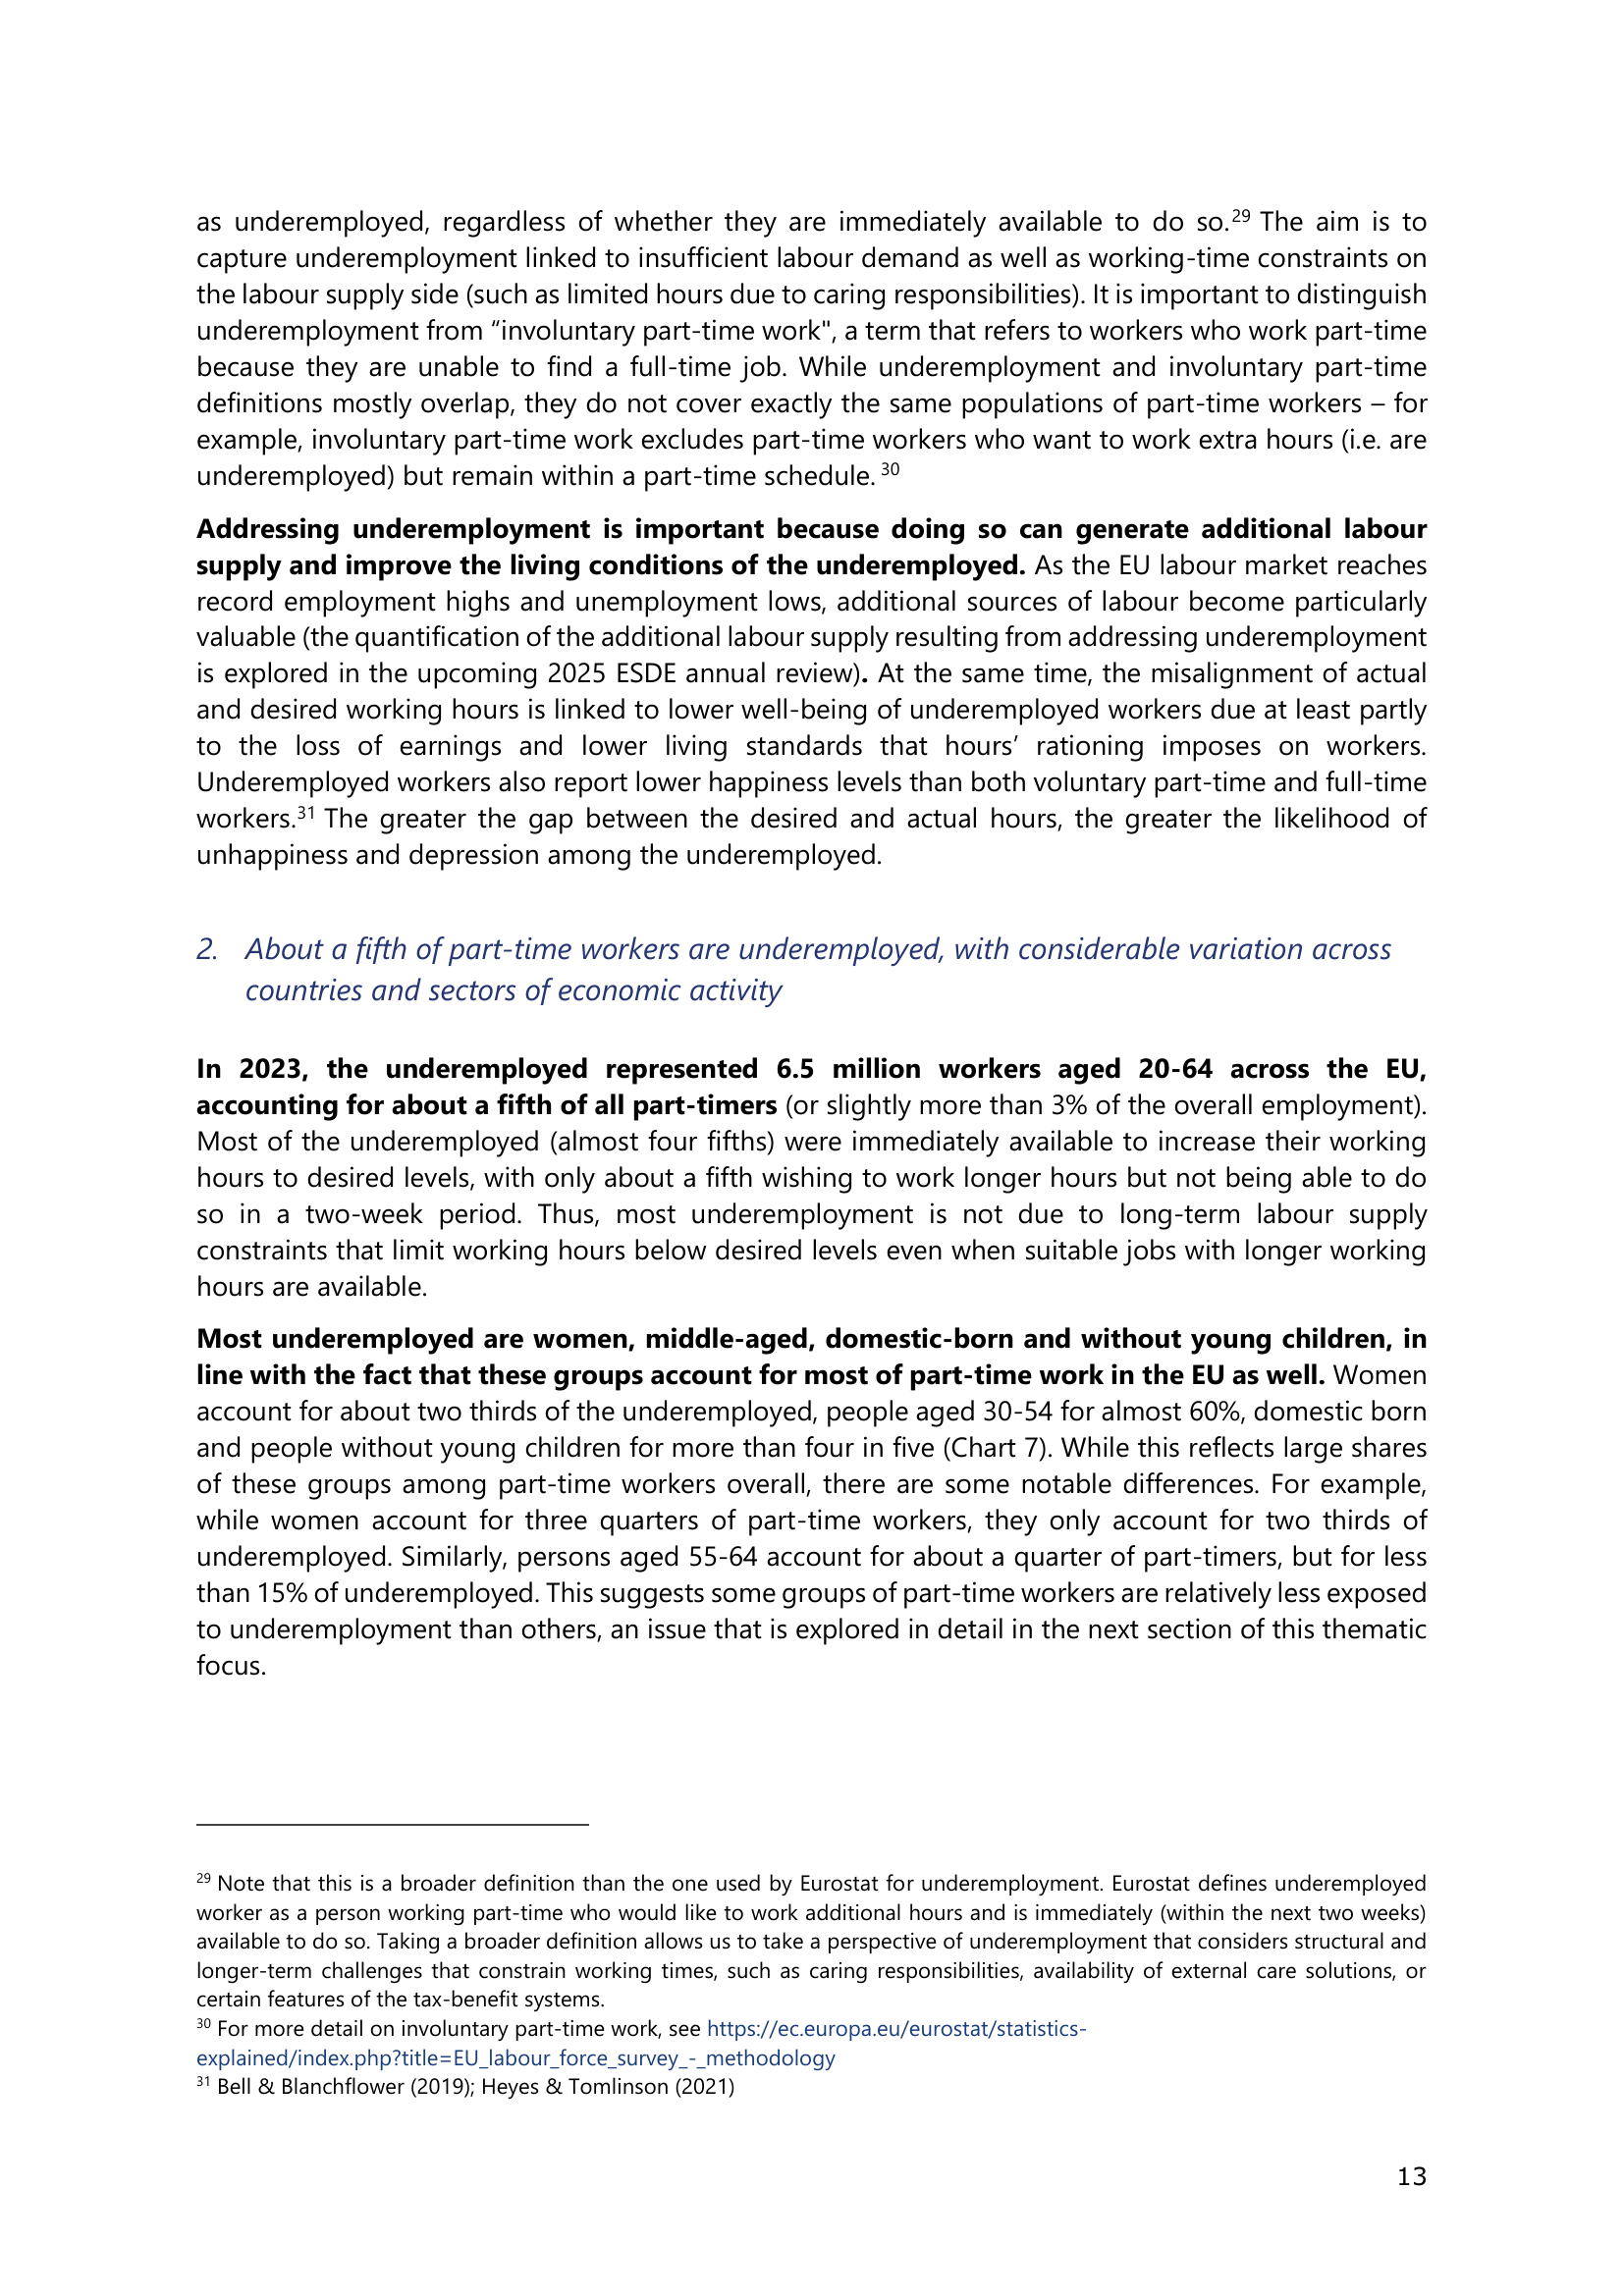 as underemployed, regardless of whether they are immediately available to do so.29 The aim is to
capture underemployment linked to insufficient labour demand as well as working-time constraints on
the labour supply side (such as limited hours due to caring responsibilities). It is important to distinguish
underemployment from “involuntary part-time work", a term that refers to workers who work part-time
because they are unable to find a full-time job. While underemployment and involuntary part-time
definitions mostly overlap, they do not cover exactly the same populations of part-time workers – for
example, involuntary part-time work excludes part-time workers who want to work extra hours (i.e. are
underemployed) but remain within a part-time schedule. 30
Addressing underemployment is important because doing so can generate additional labour
supply and improve the living conditions of the underemployed. As the EU labour market reaches
record employment highs and unemployment lows, additional sources of labour become particularly
valuable (the quantification of the additional labour supply resulting from addressing underemployment
is explored in the upcoming 2025 ESDE annual review). At the same time, the misalignment of actual
and desired working hours is linked to lower well-being of underemployed workers due at least partly
to the loss of earnings and lower living standards that hours’ rationing imposes on workers.
Underemployed workers also report lower happiness levels than both voluntary part-time and full-time
workers.31 The greater the gap between the desired and actual hours, the greater the likelihood of
unhappiness and depression among the underemployed.
2. About a fifth of part-time workers are underemployed, with considerable variation across
countries and sectors of economic activity
In 2023, the underemployed represented 6.5 million workers aged 20-64 across the EU,
accounting for about a fifth of all part-timers (or slightly more than 3% of the overall employment).
Most of the underemployed (almost four fifths) were immediately available to increase their working
hours to desired levels, with only about a fifth wishing to work longer hours but not being able to do
so in a two-week period. Thus, most underemployment is not due to long-term labour supply
constraints that limit working hours below desired levels even when suitable jobs with longer working
hours are available.
Most underemployed are women, middle-aged, domestic-born and without young children, in
line with the fact that these groups account for most of part-time work in the EU as well. Women
account for about two thirds of the underemployed, people aged 30-54 for almost 60%, domestic born
and people without young children for more than four in five (Chart 7). While this reflects large shares
of these groups among part-time workers overall, there are some notable differences. For example,
while women account for three quarters of part-time workers, they only account for two thirds of
underemployed. Similarly, persons aged 55-64 account for about a quarter of part-timers, but for less
than 15% of underemployed. This suggests some groups of part-time workers are relatively less exposed
to underemployment than others, an issue that is explored in detail in the next section of this thematic
focus.
29 Note that this is a broader definition than the one used by Eurostat for underemployment. Eurostat defines underemployed
worker as a person working part-time who would like to work additional hours and is immediately (within the next two weeks)
available to do so. Taking a broader definition allows us to take a perspective of underemployment that considers structural and
longer-term challenges that constrain working times, such as caring responsibilities, availability of external care solutions, or
certain features of the tax-benefit systems.
30 For more detail on involuntary part-time work, see https://ec.europa.eu/eurostat/statistics-
explained/index.php?title=EU_labour_force_survey_-_methodology
31 Bell & Blanchflower (2019); Heyes & Tomlinson (2021)
13